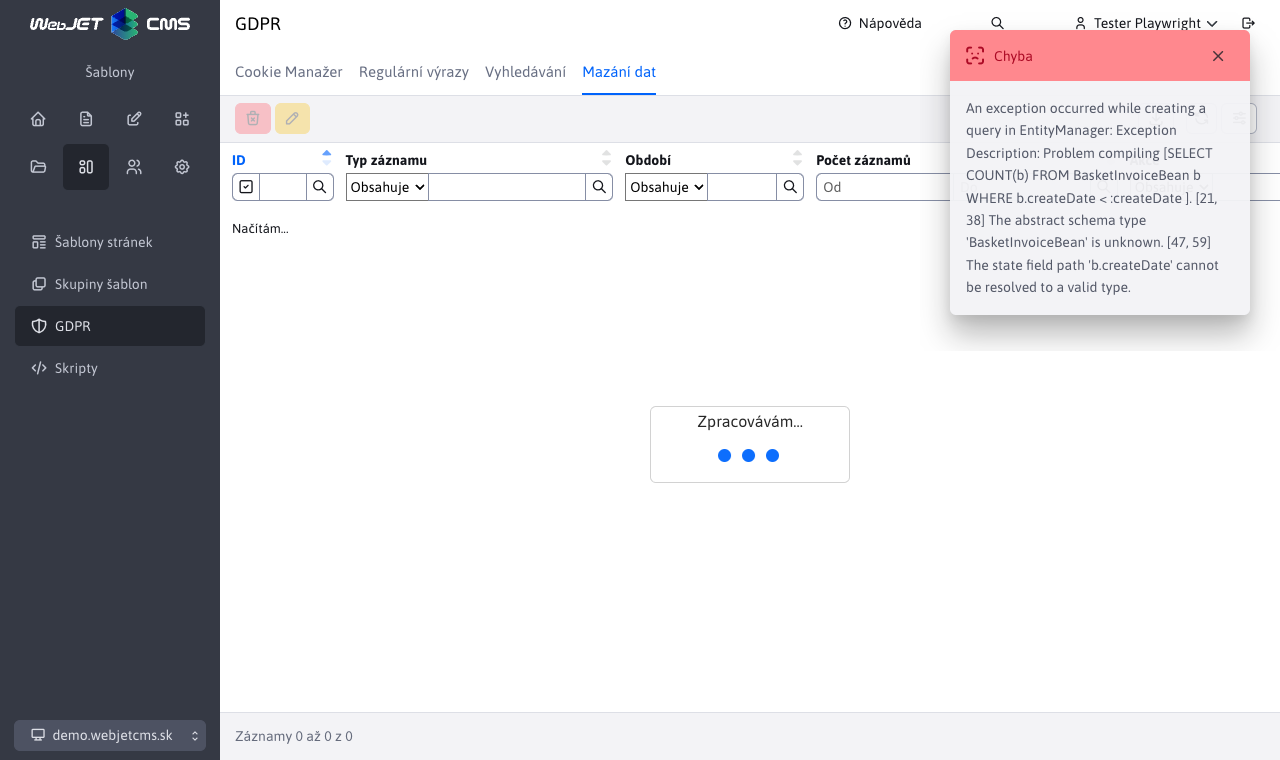 WebJET CMS
Šablony
Šablony stránek
Skupiny šablon
GDPR
Skripty
demo.webjetcms.sk
GDPR
Nápověda
Tester Playwright
Cookie Manažer
Regulární výrazy
Vyhledávání
Mazání dat
ID
Typ záznamu
Období
Počet záznamů
Obsahuje
Obsahuje
Od
Načítám...
Zpracovávám...
Záznamy 0 až 0 z 0
Chyba
An exception occurred while creating a
query in EntityManager: Exception
Description: Problem compiling [SELECT
COUNT(b) FROM BasketInvoiceBean b
WHERE b.createDate < :createDate ]. [21,
38] The abstract schema type
'BasketInvoiceBean' is unknown. [47, 59]
The state field path 'b.createDate' cannot
be resolved to a valid type.